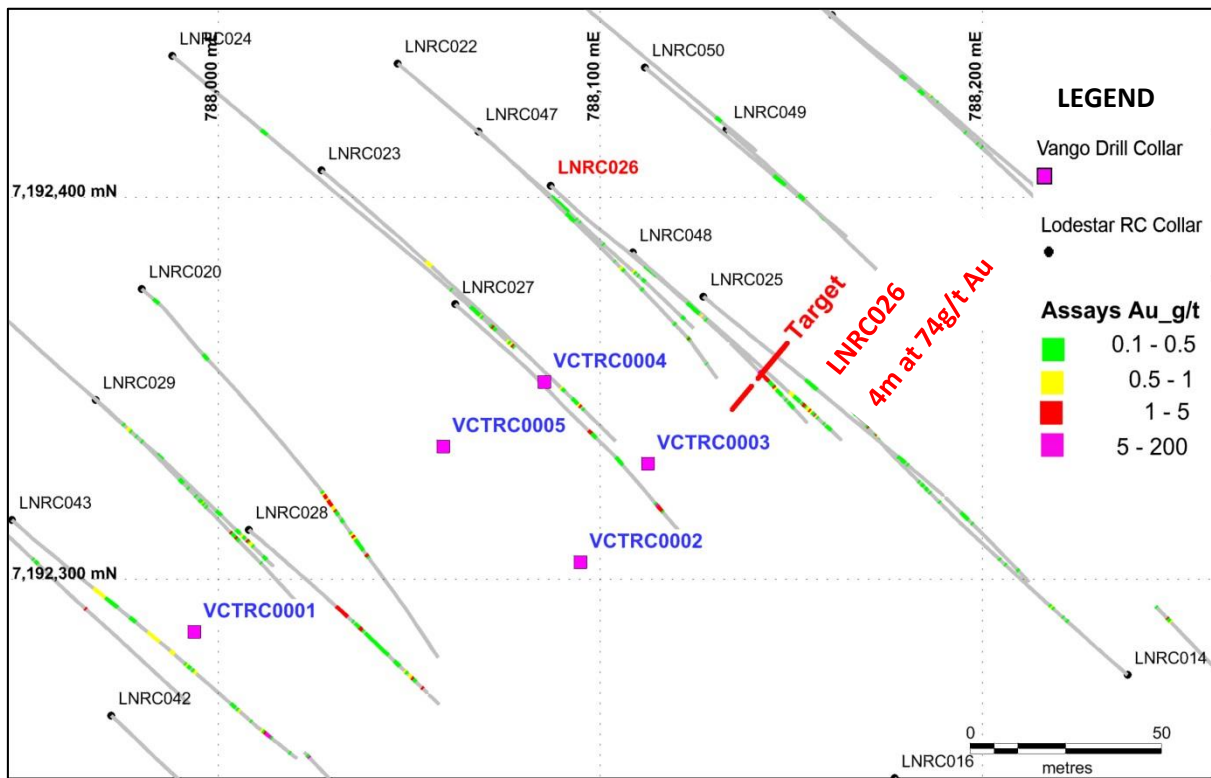 LNRC024
788,000 mE
LNRC022
788,100 mE
LNRC050
788,200 mE
LEGEND
LNRC047
LNRC049
Vango Drill Collar
LNRC023
LNRC026
7,192,400 mN
Lodestar RC Collar
LNRC048
LNRC020
LNRC025
LNRC027
Target
LNRC026
4m at 74g/t Au
Assays Au_g/t
0.1 - 0.5
0.5 - 1
1 - 5
5 - 200
VCTRC0004
LNRC029
VCTRC0005
VCTRC0003
LNRC043
LNRC028
VCTRC0002
7,192,300 mN
VCTRC0001
LNRC014
LNRC042
0 50
metres
LNRC016